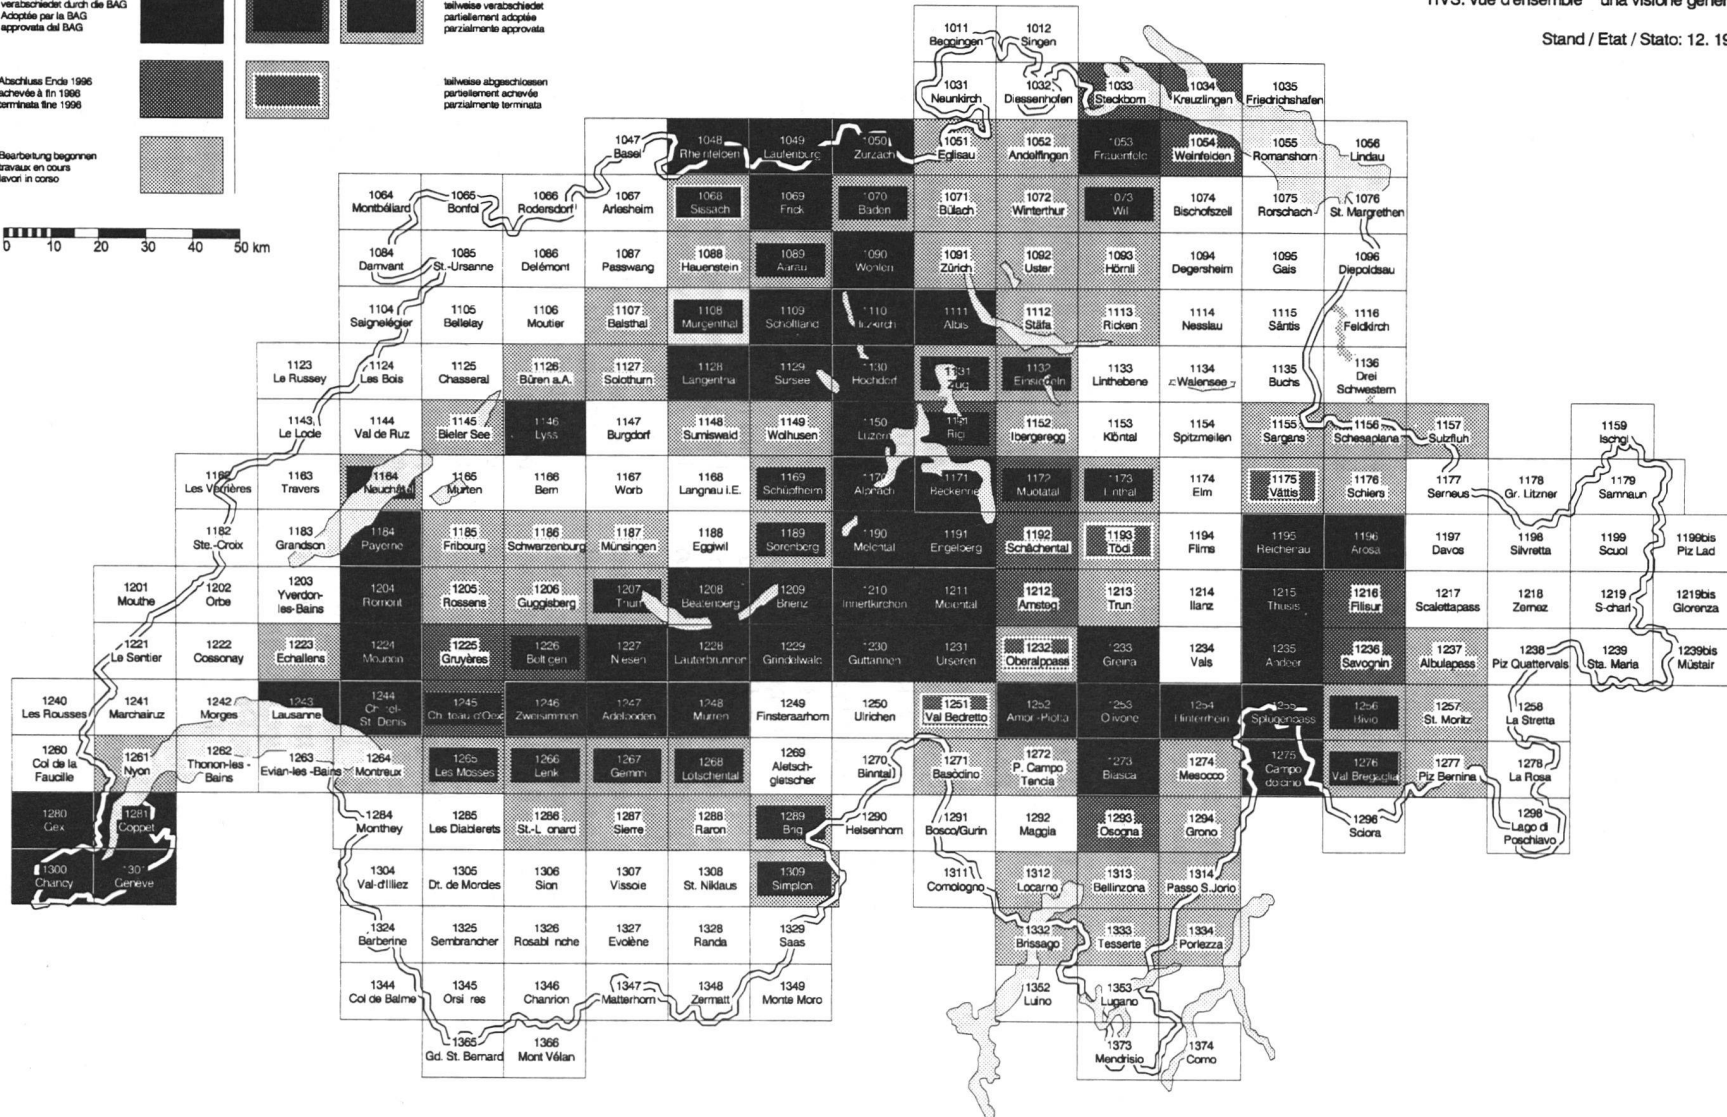 verabschiedet durch die BAG
Adoptée par la BAG
approvata dal BAG
teilweise verabschiedet
partiellement adoptée
parzialmente approvata
Abschluss Ende 1996
achevée à fin 1996
terminata fine 1996
teilweise abgeschlossen
partiellement achevée
parzialmente terminata
Bearbeitung begonnen
travaux en cours
lavori in corso
0 10 20 30 40 50 km
Stand / Etat / Stato: 12. 19
1011 1012
Beggingen Singen
1031 1032 1033 1034 1035
Neunkirch Diessenhofen Steckborn Kreuzlingen Friedrichshafen
1047 1048 1049 1050 1051 1052 1053 1054 1055 1056
Basel Rheinfelden Laufenburg Zurzach Eglisau Andelfingen Frauenfeld Weinfelden Romanshorn Lindau
1064 1065 1066 1067 1068 1069 1070 1071 1072 1073 1074 1075 1076
Montbéliard Bonfol Rodersdorf Arlesheim Sissach Frick Baden Bülach Winterthur Wil Bischofszell Rorschach St. Margrethen
1084 1085 1086 1087 1088 1089 1090 1091 1092 1093 1094 1095 1096
Damvant St.-Ursanne Delémont Passwang Hauenstein Aarau Wohlen Zürich Uster Hörnli Degersheim Gais Diepoldsau
1104 1105 1106 1107 1108 1109 1110 1111 1112 1113 1114 1115 1116
Saignelégier Bellelay Moutier Balsthal Murgenthal Schöftland Hitzkirch Albis Stäfa Ricken Nesslau Säntis Feldkirch
1123 1124 1125 1126 1127 1128 1129 1130 1131 1132 1133 1134 1135 1136
Le Russey Les Bois Chasseral Büren a.A. Solothurn Langenthal Sursee Hochdorf Zug Einsiedeln Linthebene Walensee Buchs Drei
Schwestern
1143 1144 1145 1146 1147 1148 1149 1150 1151 1152 1153 1154 1155 1156 1157 1159
Le Locle Val de Ruz Bieler See Lyss Burgdorf Sumiswald Wolhusen Luzern Rigi Ibergeregg Klöntal Spitzmeilen Sargans Schesaplana Sulzfluh Ischgl
1162 1163 1164 1165 1166 1167 1168 1169 1170 1171 1172 1173 1174 1175 1176 1177 1178 1179
Les Verrières Travers Neuchâtel Murten Bern Worb Langnau i.E. Schüpfheim Alpnach Beckenried Muotatal Linthal Elm Vättis Schiers Serneus Gr. Litzner Samnaun
1182 1183 1184 1185 1186 1187 1188 1189 1190 1191 1192 1193 1194 1195 1196 1197 1198 1199 1199bis
Ste.-Croix Grandson Payerne Fribourg Schwarzenburg Münsingen Eggiwil Sörenberg Melchtal Engelberg Schächental Tödi Flims Reichenau Arosa Davos Silvretta Scuol Piz Lad
1201 1202 1203 1204 1205 1206 1207 1208 1209 1210 1211 1212 1213 1214 1215 1216 1217 1218 1219 1219bis
Mouthe Orbe Yverdon- Romont Rossens Guggisberg Thun Beatenberg Brienz Innertkirchen Meiental Amsteg Trun Ilanz Thusis Filisur Scalettapass Zernez S-charl Glorenza
les-Bains
1221 1222 1223 1224 1225 1226 1227 1228 1229 1230 1231 1232 1233 1234 1235 1236 1237 1238 1239 1239bis
Le Sentier Cossonay Echallens Moudon Gruyères Boltigen Niesen Lauterbrunnen Grindelwald Guttannen Urseren Oberalppass Greina Vals Andeer Savognin Albulapass Piz Quattervals Sta. Maria Müstair
1240 1241 1242 1243 1244 1245 1246 1247 1248 1249 1250 1251 1252 1253 1254 1255 1256 1257 1258
Les Rousses Marchairuz Morges Lausanne Ch tel- Ch teau-d'Oex Zweisimmen Adelboden Mürren Finsteraarhorn Ulrichen Val Bedretto Ambri-Piotta Olivone Hinterrhein Splügenpass Bivio St. Moritz La Stretta
St-Denis
1260 1261 1262 1263 1264 1265 1266 1267 1268 1269 1270 1271 1272 1273 1274 1275 1276 1277 1278
Col de la Nyon Thonon-les- Evian-les-Bains Montreux Les Mosses Lenk Gemmi Lötschental Aletsch- Binntal Basòdino P. Campo Biasca Mesocco Campo Val Bregaglia Piz Bernina La Rosa
Faucille Bains gletscher Tencia dolcino
1280 1281 1284 1285 1286 1287 1288 1289 1290 1291 1292 1293 1294 1296 1298
Gex Coppet Monthey Les Diablerets St.-L onard Sierre Raron Brig Helsenhorn Bosco/Gurin Maggia Osogna Grono Sciora Lago di
Poschiavo
1300 1301 1304 1305 1306 1307 1308 1309 1311 1312 1313 1314
Chancy Genève Val-d'Illiez Dt. de Morcles Sion Vissoie St. Niklaus Simplon Comologno Locarno Bellinzona Passo S.Jorio
1324 1325 1326 1327 1328 1329 1332 1333 1334
Barberine Sembrancher Rosabl nche Evolène Randa Saas Brissago Tesserte Porlezza
1344 1345 1346 1347 1348 1349 1352 1353
Col de Balme Orsi res Chanrion Matterhorn Zermatt Monte Moro Luino Lugano
1365 1366 1373 1374
Gd. St. Bernard Mont Vélan Mendrisio Como